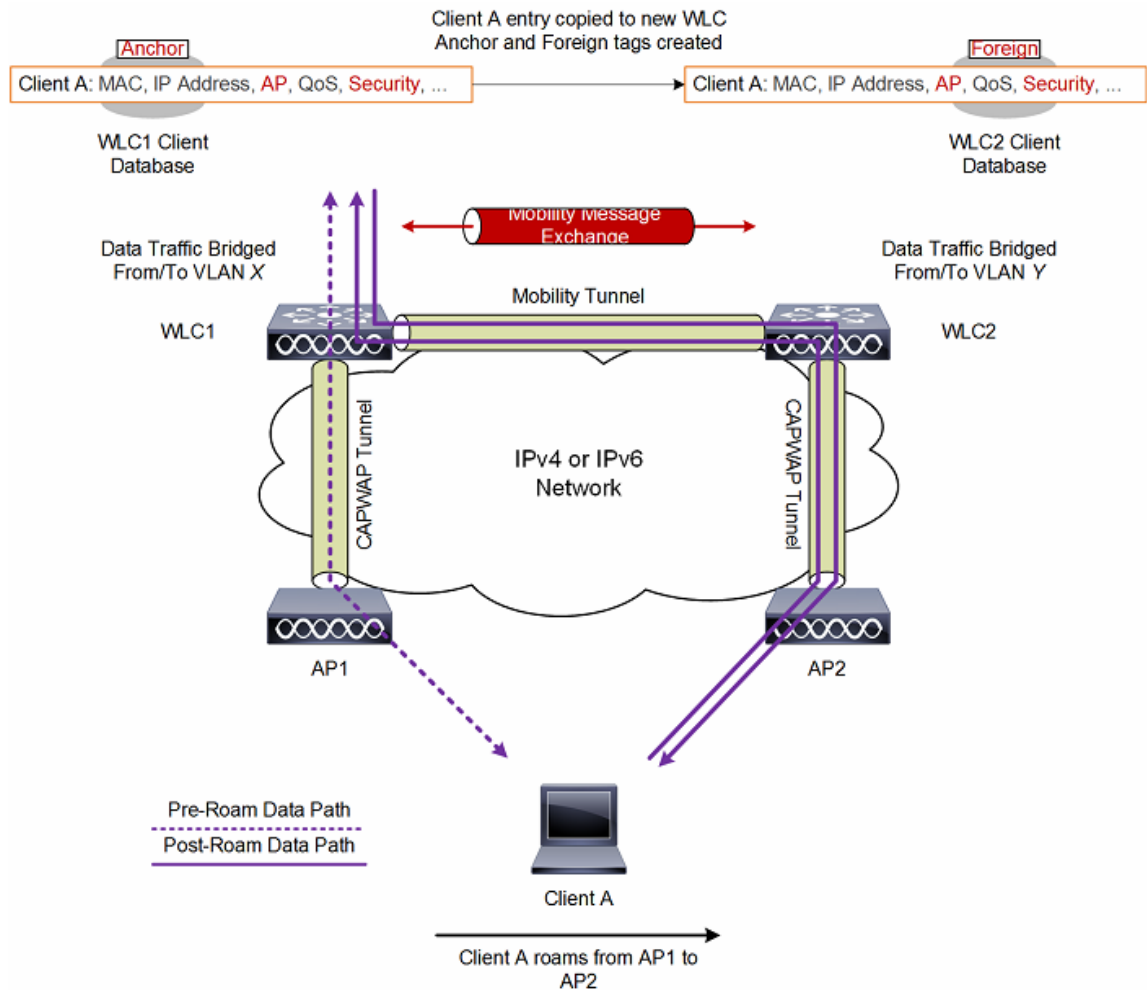 Client A entry copied to new WLC
Anchor and Foreign tags created
Anchor
Foreign
Client A: MAC, IP Address, AP, QoS, Security, ...
Client A: MAC, IP Address, AP, QoS, Security, ...
WLC1 Client
Database
WLC2 Client
Database
Mobility Message
Exchange
Data Traffic Bridged
From/To VLAN X
Data Traffic Bridged
From/To VLAN Y
Mobility Tunnel
WLC1
WLC2
CAPWAP Tunnel
CAPWAP Tunnel
IPv4 or IPv6
Network
AP1
AP2
Pre-Roam Data Path
Post-Roam Data Path
Client A
Client A roams from AP1 to
AP2